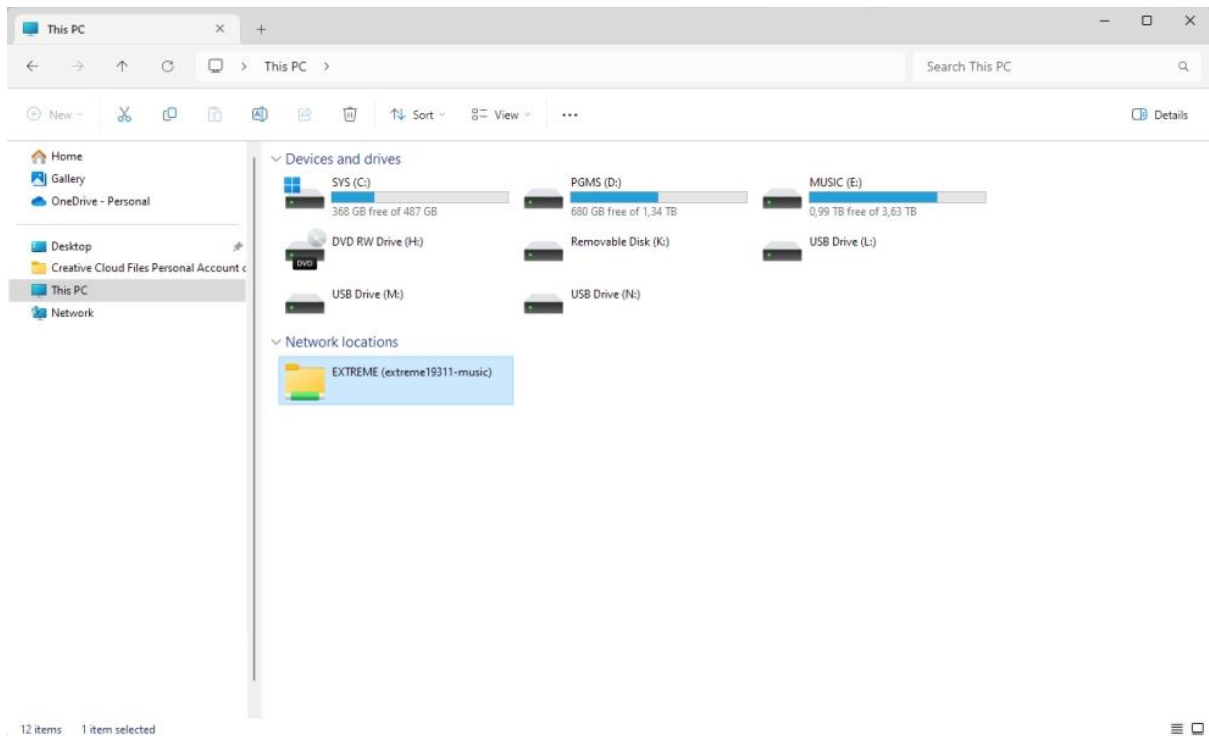 This PC
This PC
Search This PC
New
Sort
View
Details
Home
Gallery
OneDrive - Personal
Desktop
Creative Cloud Files Personal Account
This PC
Network
Devices and drives
SYS (C:)
368 GB free of 487 GB
PGMS (D:)
680 GB free of 1,34 TB
MUSIC (E:)
0,99 TB free of 3,63 TB
DVD RW Drive (H:)
DVD
Removable Disk (K:)
USB Drive (L:)
USB Drive (M:)
USB Drive (N:)
Network locations
EXTREME (extreme19311-music)
12 items 1 item selected